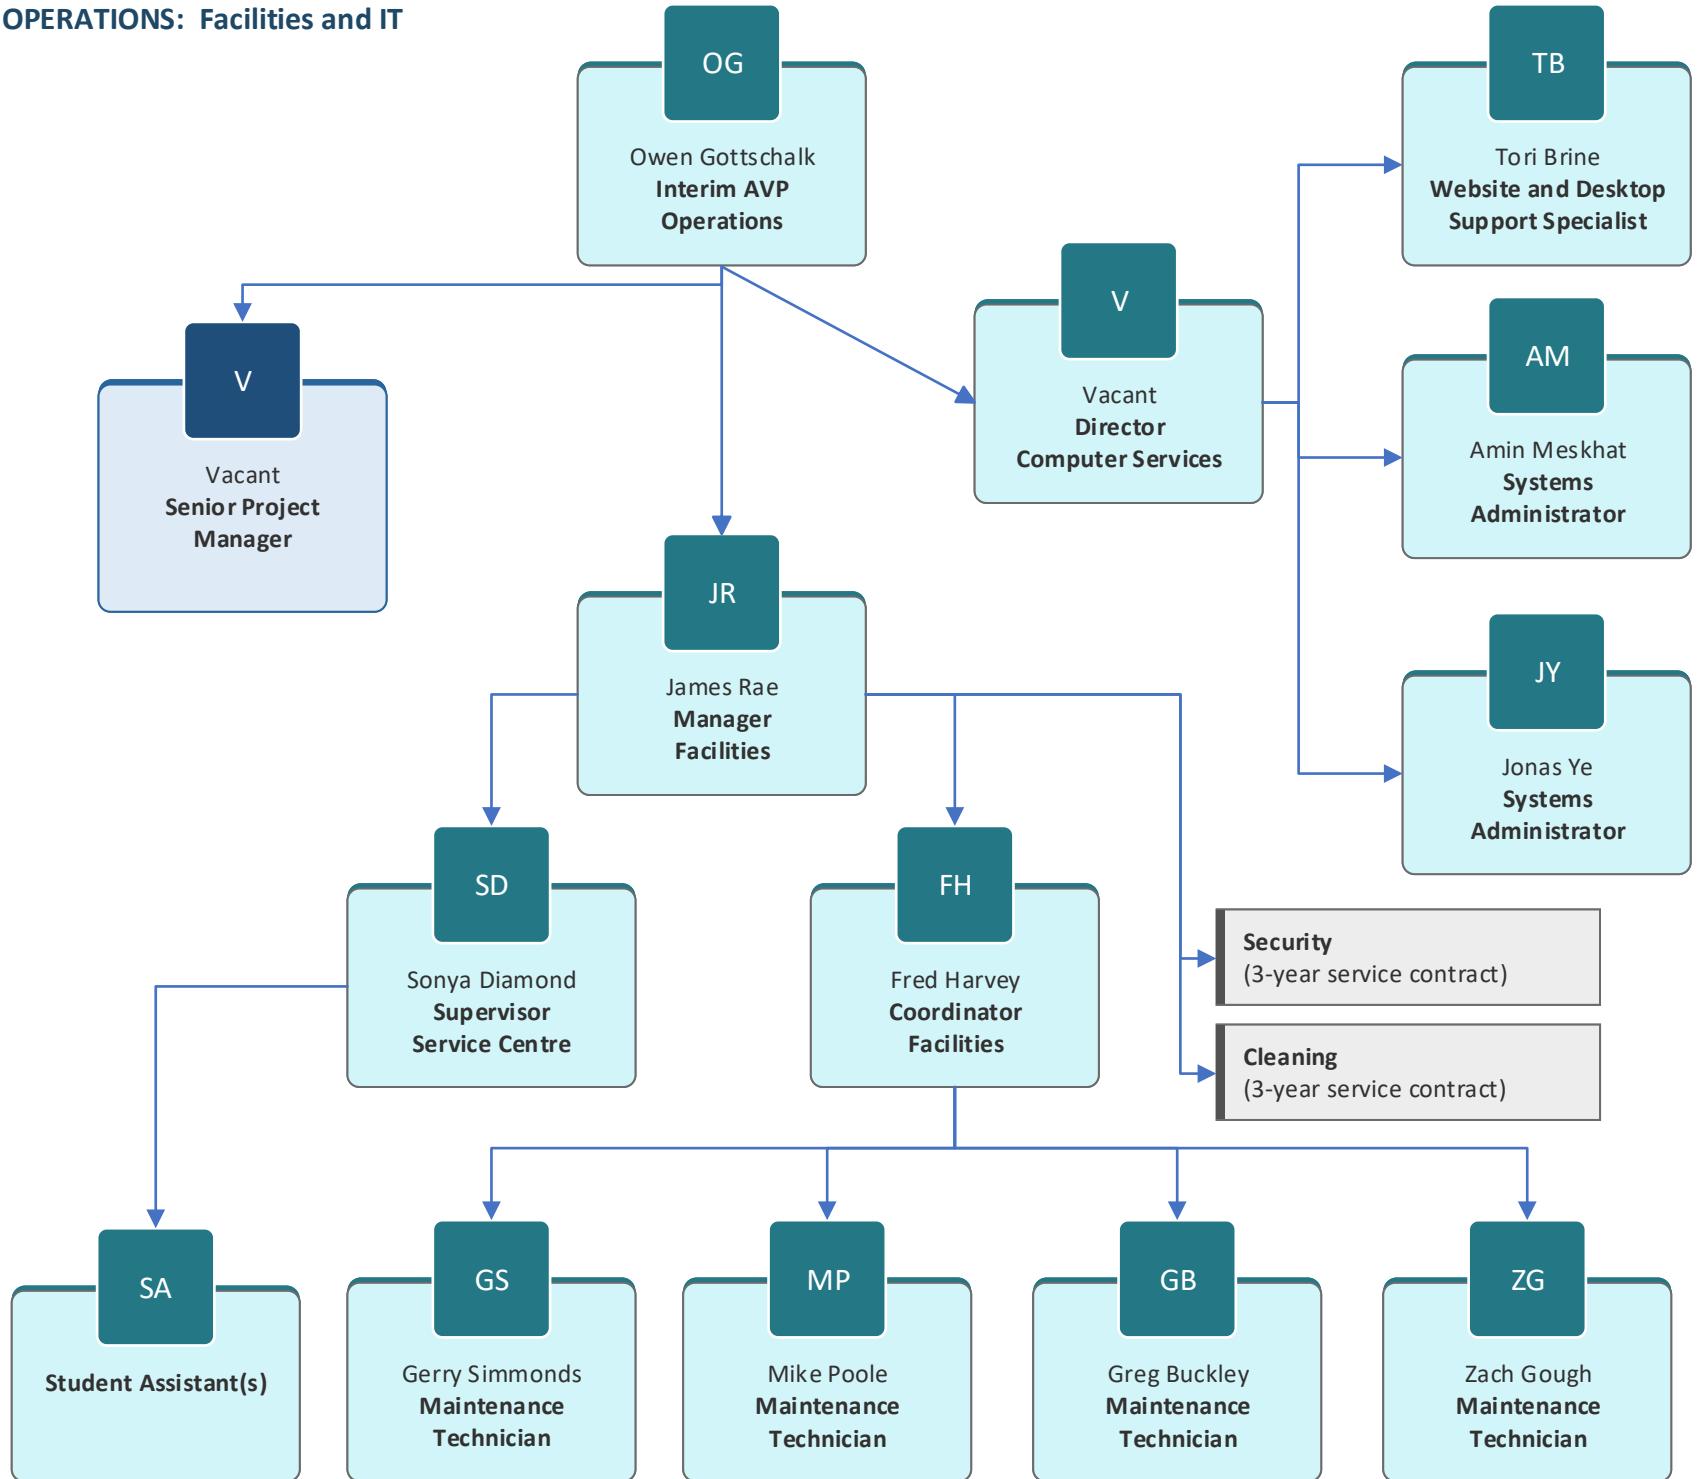 OPERATIONS: Facilities and IT
OG
Owen Gottschalk
Interim AVP
Operations
TB
Tori Brine
Website and Desktop
Support Specialist
V
Vacant
Senior Project
Manager
V
Vacant
Director
Computer Services
AM
Amin Meskhat
Systems
Administrator
JR
James Rae
Manager
Facilities
JY
Jonas Ye
Systems
Administrator
SD
Sonya Diamond
Supervisor
Service Centre
FH
Fred Harvey
Coordinator
Facilities
Security
(3-year service contract)
Cleaning
(3-year service contract)
SA
Student Assistant(s)
GS
Gerry Simmonds
Maintenance
Technician
MP
Mike Poole
Maintenance
Technician
GB
Greg Buckley
Maintenance
Technician
ZG
Zach Gough
Maintenance
Technician